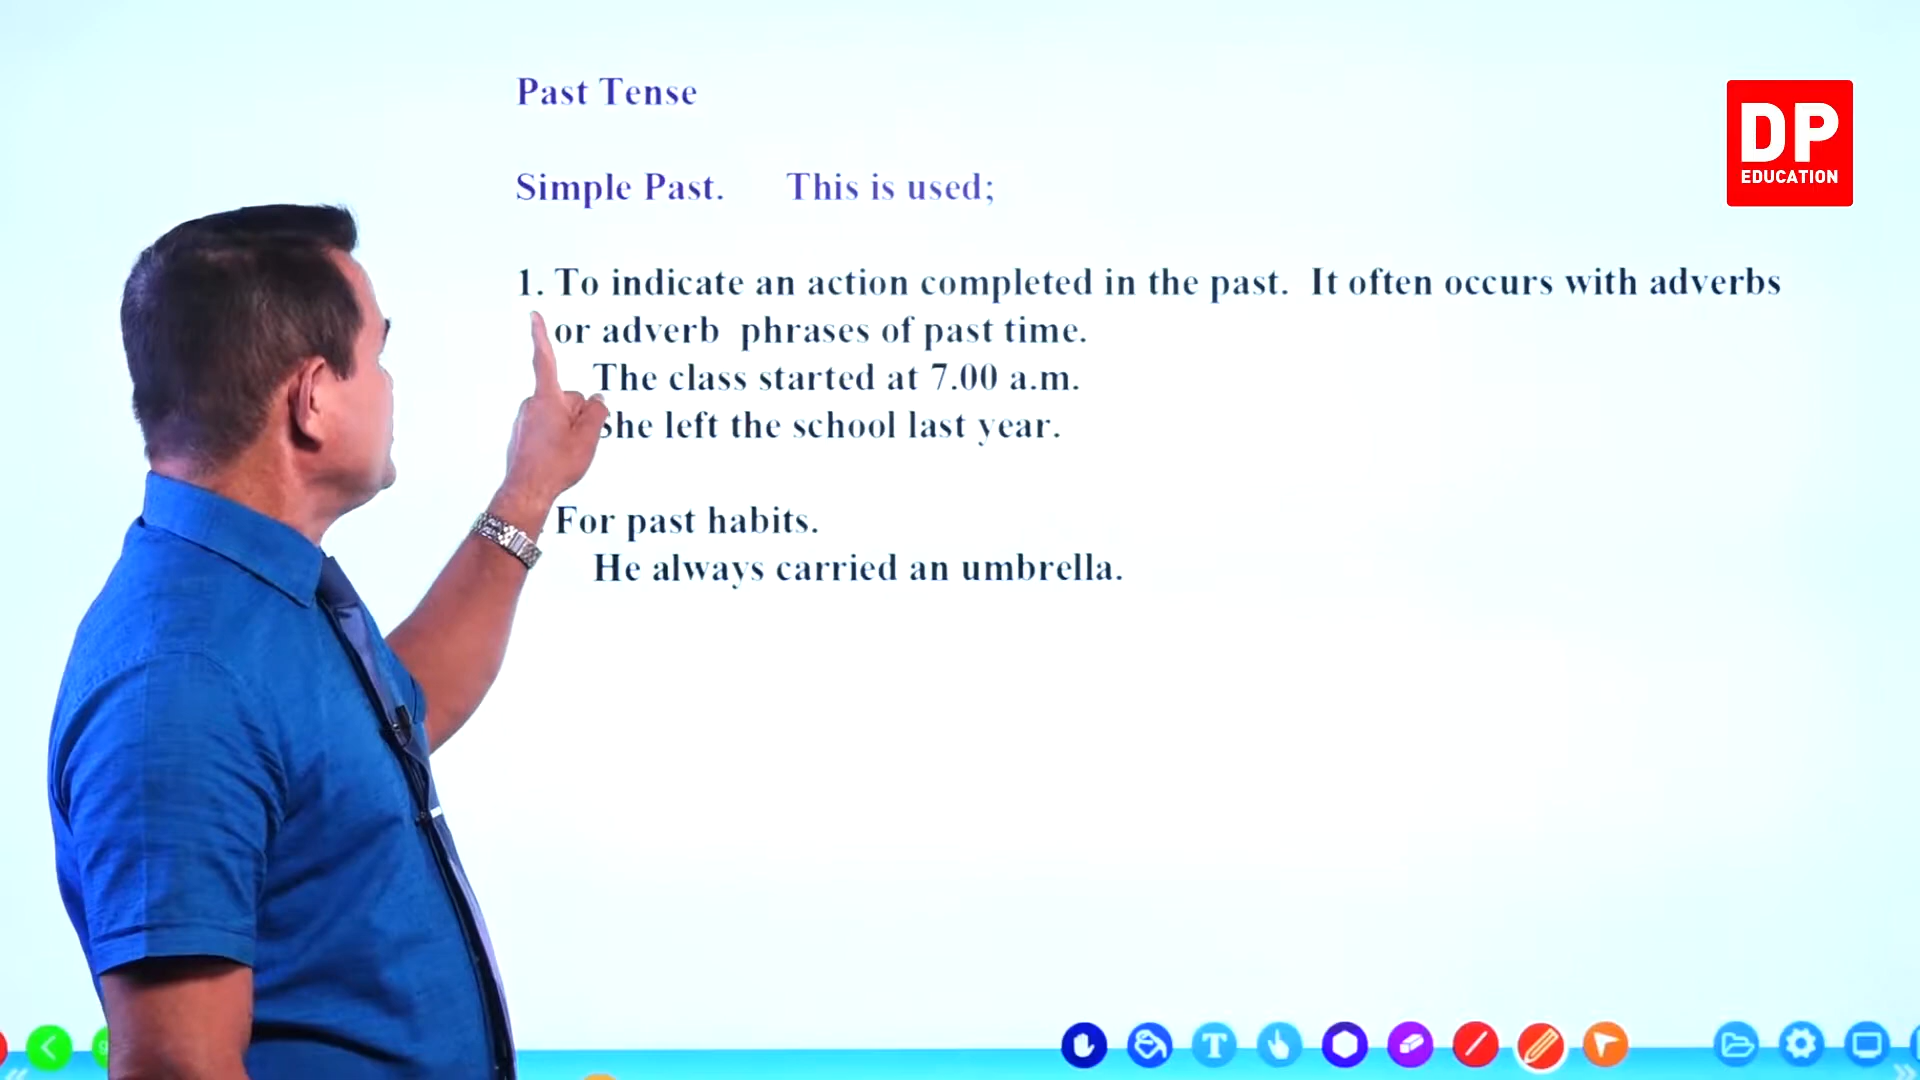 Past Tense
DP
EDUCATION
Simple Past. This is used;
1. To indicate an action completed in the past. It often occurs with adverbs
or adverb phrases of past time.
The class started at 7.00 a.m.
She left the school last year.
For past habits.
He always carried an umbrella.
T